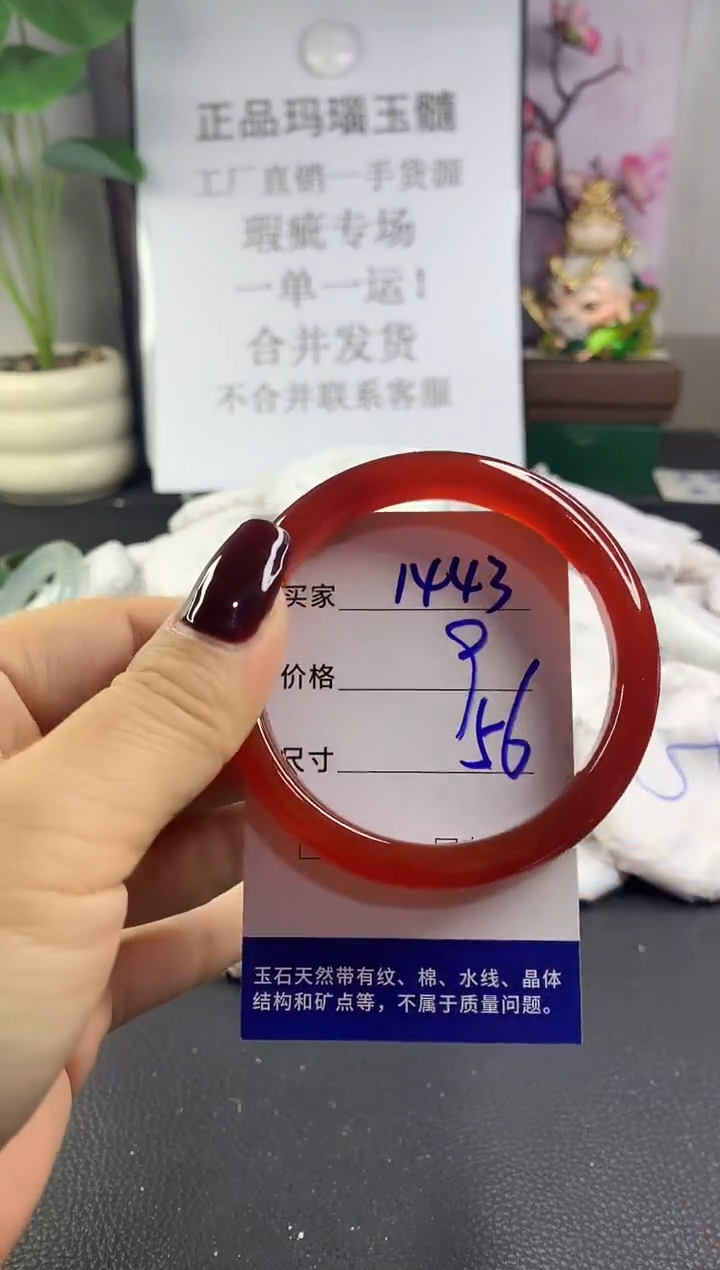 正品玛瑙玉髓
工厂直销一手货源
瑕疵专场
一单一运！
合并发货
不合并联系客服
买家 1443
价格 9
尺寸 56
玉石天然带有纹、棉、水线、晶体
结构和矿点等，不属于质量问题。